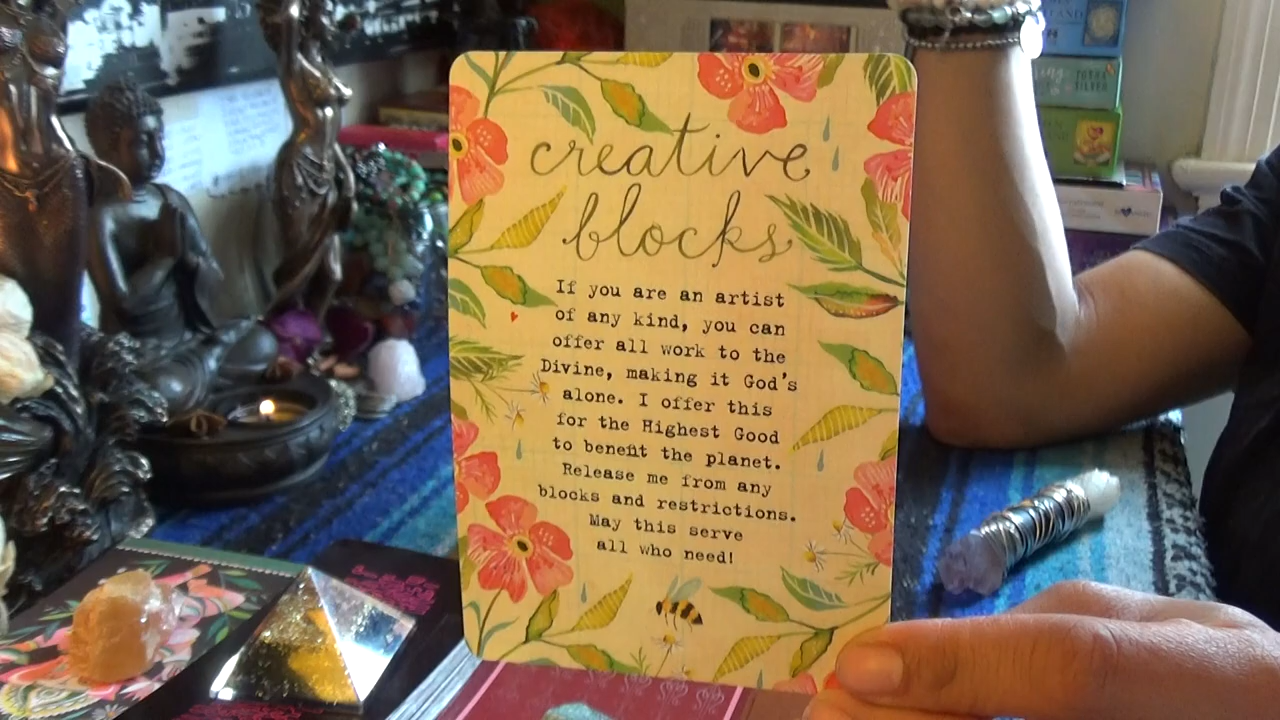 creative
blocks
If you are an artist
of any kind, you can
offer all work to the
Divine, making it God's
alone. I offer this
for the Highest Good
to benefit the planet.
Release me from any
blocks and restrictions.
May this serve
all who need!